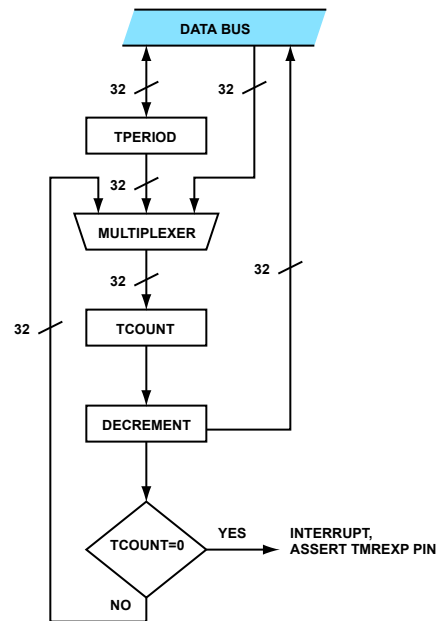 DATA BUS
32
32
TPERIOD
32
MULTIPLEXER
32
32
TCOUNT
32
DECREMENT
TCOUNT=0
YES
INTERRUPT,
ASSERT TMREXP PIN
NO